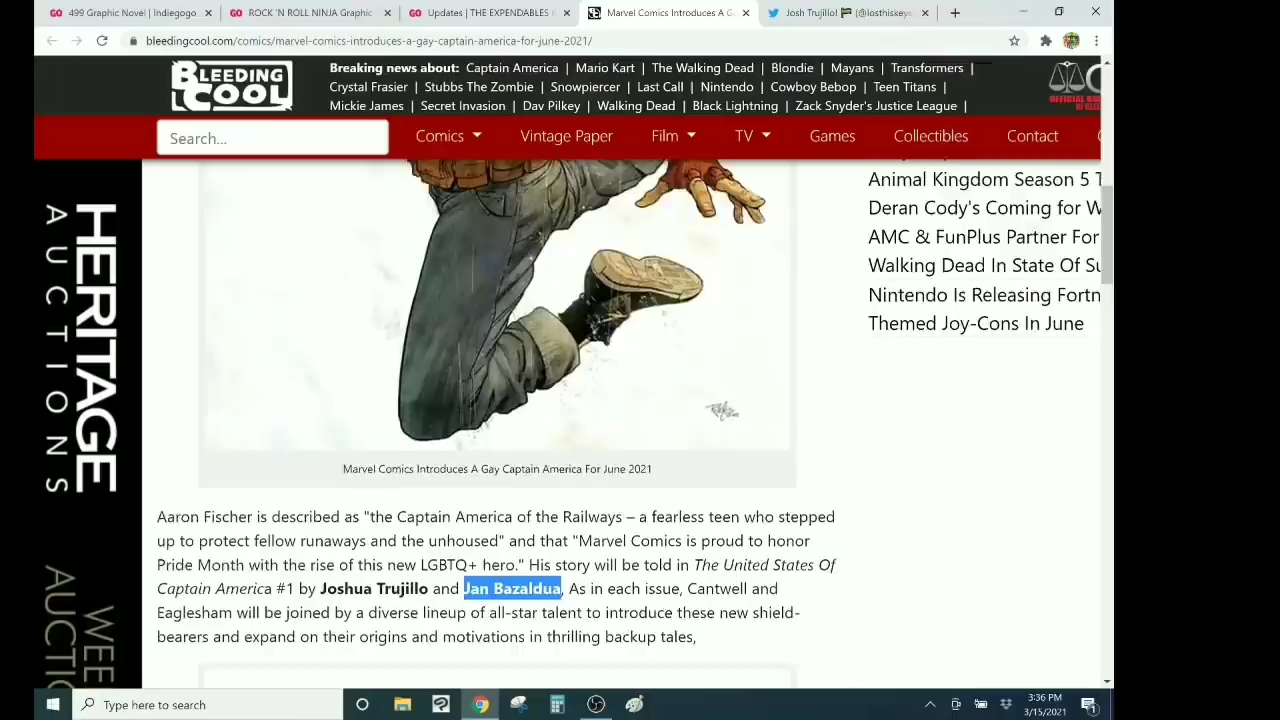 499 Graphic Novel | Indiegogo
ROCK 'N ROLL NINJA Graphic
Updates | THE EXPENDABLES
Marvel Comics Introduces A Ga
Josh Trujillo! (@losthiskeys
bleedingcool.com/comics/marvel-comics-introduces-a-gay-captain-america-for-june-2021/
BLEEDING COOL
Breaking news about: Captain America | Mario Kart | The Walking Dead | Blondie | Mayans | Transformers |
Crystal Frasier | Stubbs The Zombie | Snowpiercer | Last Call | Nintendo | Cowboy Bebop | Teen Titans |
Mickie James | Secret Invasion | Dav Pilkey | Walking Dead | Black Lightning | Zack Snyder's Justice League |
Search...
Comics
Vintage Paper
Film
TV
Games
Collectibles
Contact
HERITAGE
AUCTIONS
WEE
AUCTIO
Animal Kingdom Season 5 T
Deran Cody's Coming for W
AMC & FunPlus Partner For
Walking Dead In State Of Su
Nintendo Is Releasing Fortn
Themed Joy-Cons In June
Marvel Comics Introduces A Gay Captain America For June 2021
Aaron Fischer is described as "the Captain America of the Railways – a fearless teen who stepped
up to protect fellow runaways and the unhoused" and that "Marvel Comics is proud to honor
Pride Month with the rise of this new LGBTQ+ hero." His story will be told in The United States Of
Captain America #1 by Joshua Trujillo and Jan Bazaldua, As in each issue, Cantwell and
Eaglesham will be joined by a diverse lineup of all-star talent to introduce these new shield-
bearers and expand on their origins and motivations in thrilling backup tales,
Type here to search
3:36 PM
3/15/2021
1